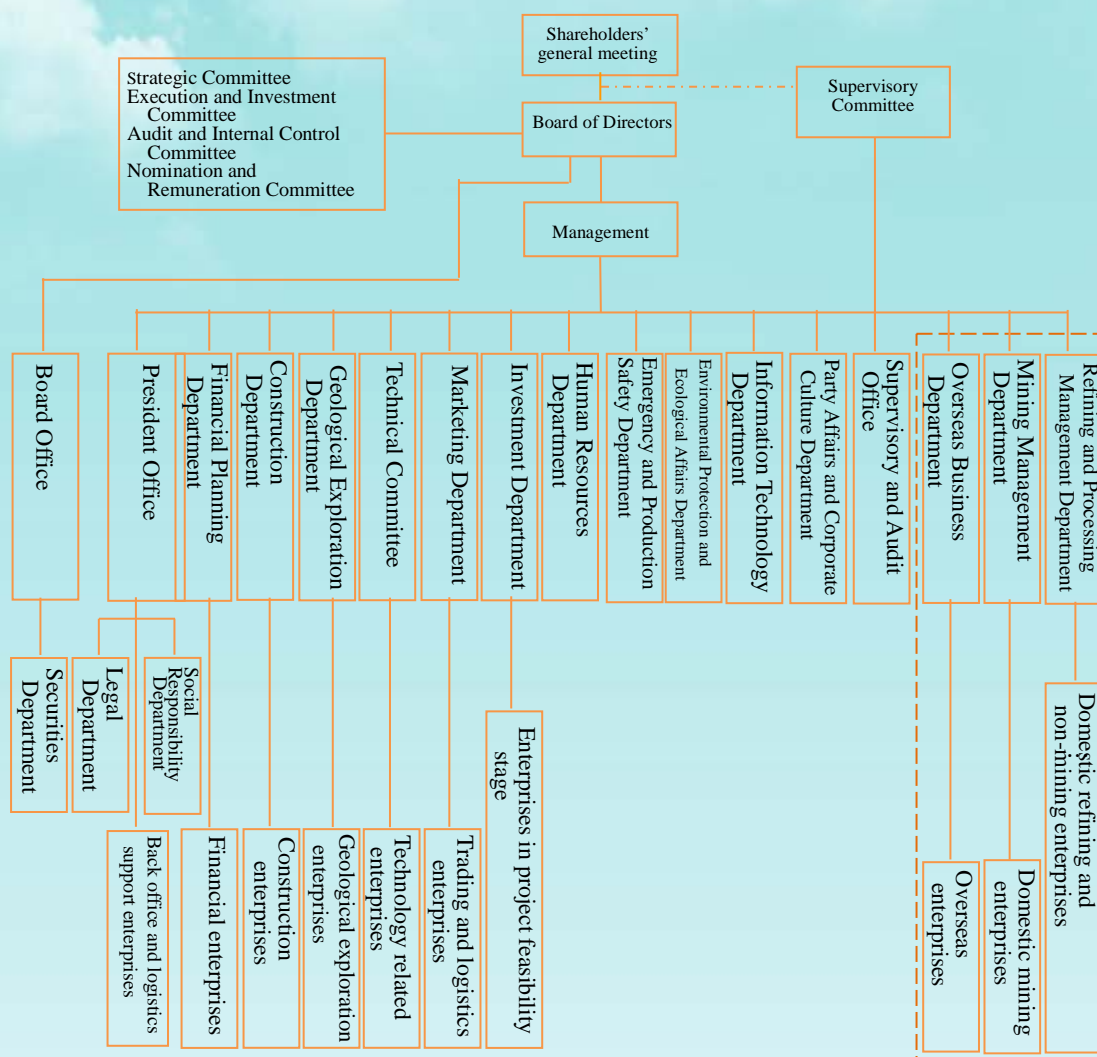 Shareholders’
general meeting
Strategic Committee
Execution and Investment
Committee
Audit and Internal Control
Committee
Nomination and
Remuneration Committee
Supervisory
Committee
Board of Directors
Management
Board Office
President Office
Financial Planning
Department
Construction
Department
Geological Exploration
Department
Technical Committee
Marketing Department
Investment Department
Human Resources
Department
Emergency and Production
Safety Department
Environmental Protection and
Ecological Affairs Department
Information Technology
Department
Party Affairs and Corporate
Culture Department
Supervisory and Audit
Office
Overseas Business
Department
Mining Management
Department
Refining and Processing
Management Department
Securities
Department
Legal
Department
Social
Responsibility
Department
Back office and logistics
support enterprises
Financial enterprises
Construction
enterprises
Geological exploration
enterprises
Technology related
enterprises
Trading and logistics
enterprises
Enterprises in project feasibility
stage
Overseas
enterprises
Domestic mining
enterprises
Domestic refining and
non-mining enterprises